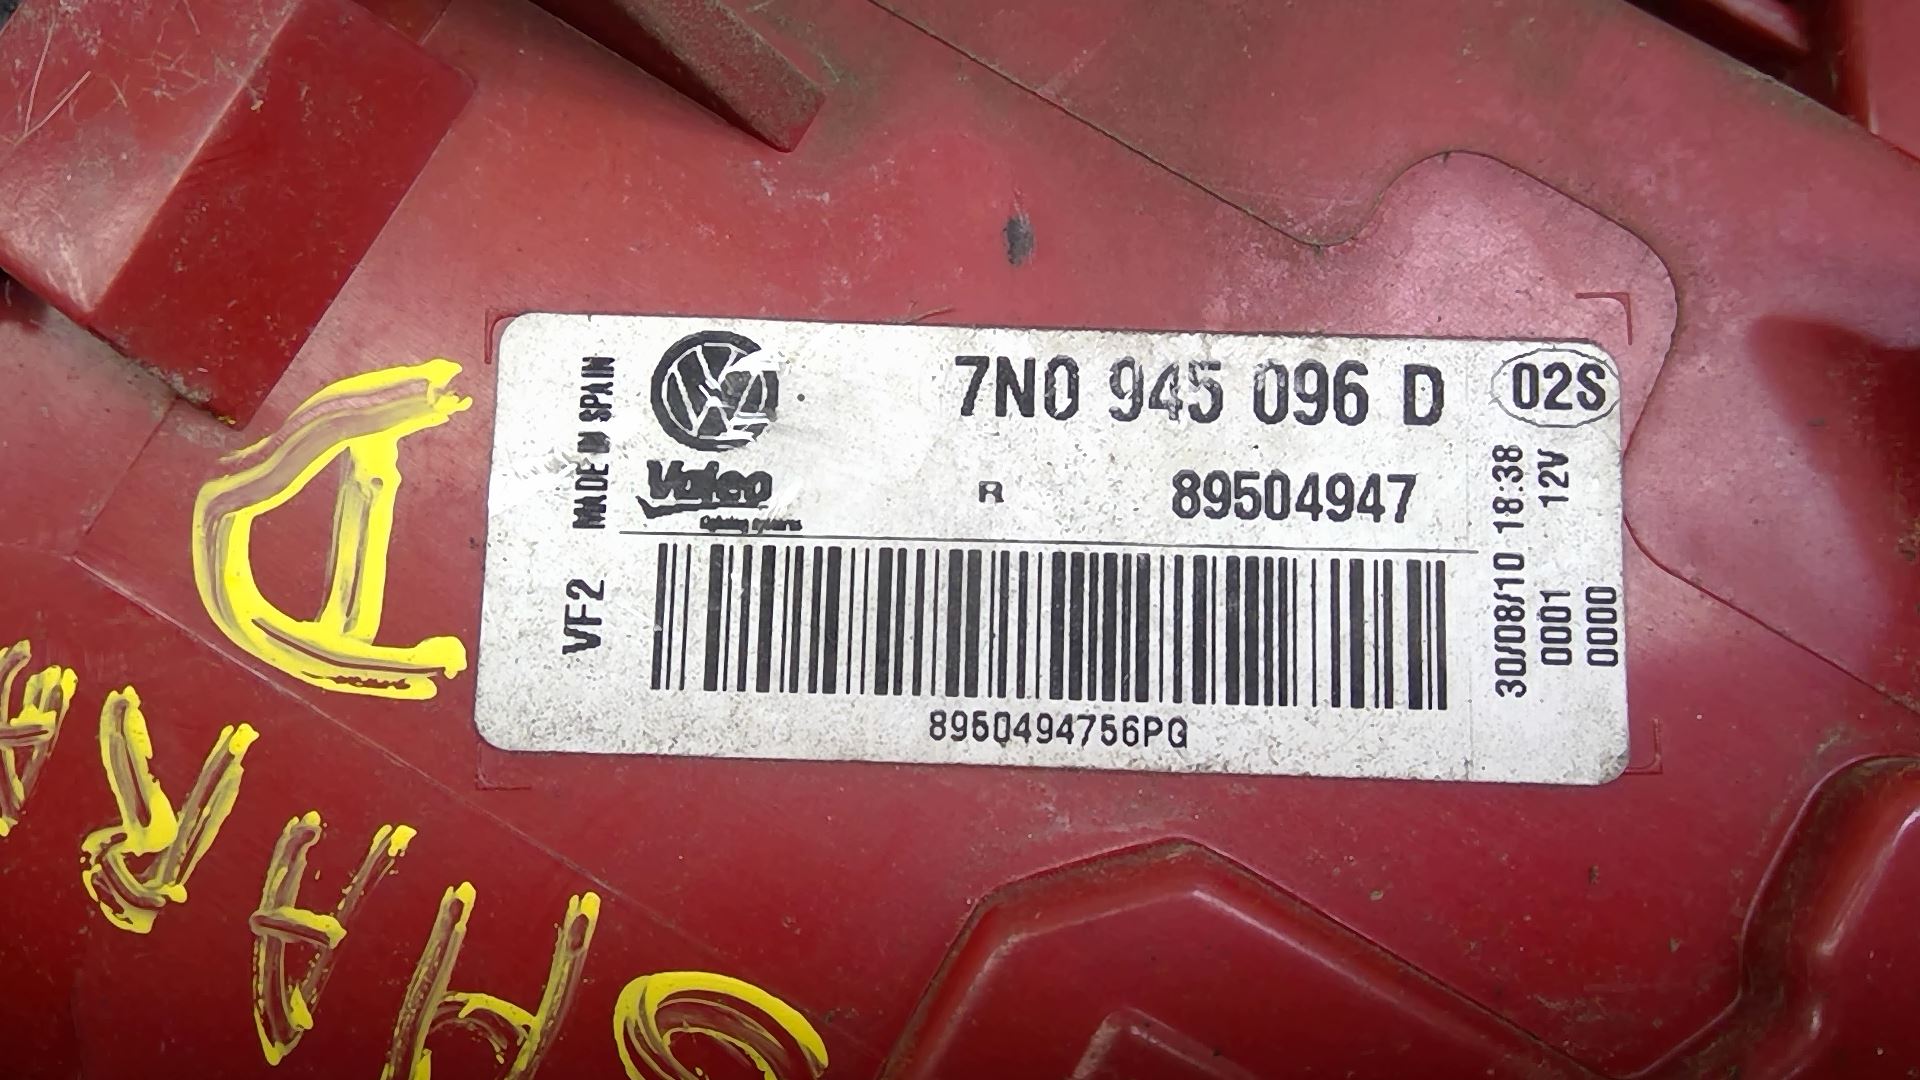 7N0 945 096 D
02S
MADE IN SPAIN
Valeo
R
89504947
VF2
30/08/10 18:38
0001 12V
0000
8950494756PG
D